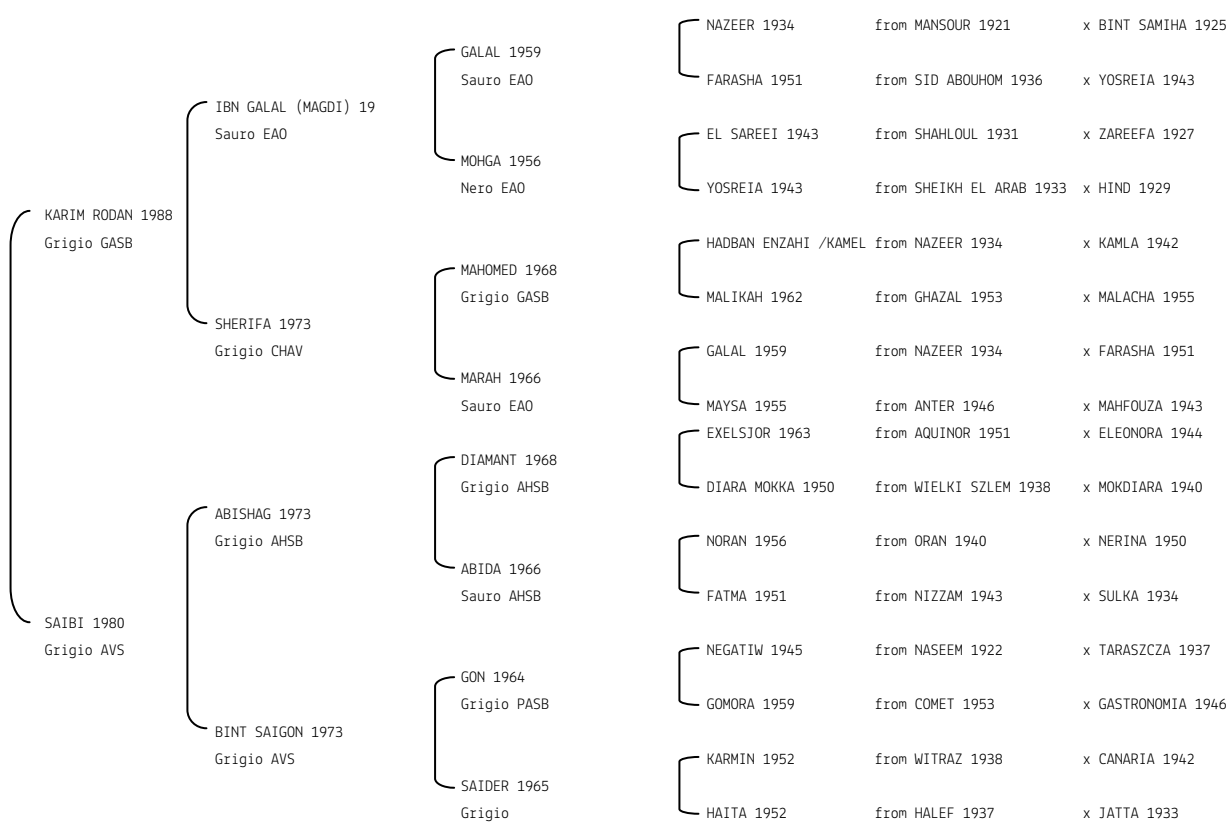 NAZEER 1934 from MANSOUR 1921 x BINT SAMIHA 1925
GALAL 1959
Sauro EAO FARASHA 1951 from SID ABOUHOM 1936 x YOSREIA 1943
IBN GALAL (MAGDI) 19
Sauro EAO EL SAREEI 1943 from SHAHLOUL 1931 x ZAREEFA 1927
MOHGA 1956
Nero EAO YOSREIA 1943 from SHEIKH EL ARAB 1933 x HIND 1929
KARIM RODAN 1988
Grigio GASB HADBAN ENZAHI /KAMEL from NAZEER 1934 x KAMLA 1942
MAHOMED 1968
Grigio GASB MALIKAH 1962 from GHAZAL 1953 x MALACHA 1955
SHERIFA 1973
Grigio CHAV GALAL 1959 from NAZEER 1934 x FARASHA 1951
MARAH 1966
Sauro EAO MAYSA 1955 from ANTER 1946 x MAHFOUZA 1943
EXELSJOR 1963 from AQUINOR 1951 x ELEONORA 1944
DIAMANT 1968
Grigio AHSB DIARA MOKKA 1950 from WIELKI SZLEM 1938 x MOKDIARA 1940
ABISHAG 1973
Grigio AHSB NORAN 1956 from ORAN 1940 x NERINA 1950
ABIDA 1966
Sauro AHSB FATMA 1951 from NIZZAM 1943 x SULKA 1934
SAIBI 1980
Grigio AVS NEGATIW 1945 from NASEEM 1922 x TARASZCZA 1937
GON 1964
Grigio PASB GOMORA 1959 from COMET 1953 x GASTRONOMIA 1946
BINT SAIGON 1973
Grigio AVS KARMIN 1952 from WITRAZ 1938 x CANARIA 1942
SAIDER 1965
Grigio HAITA 1952 from HALEF 1937 x JATTA 1933